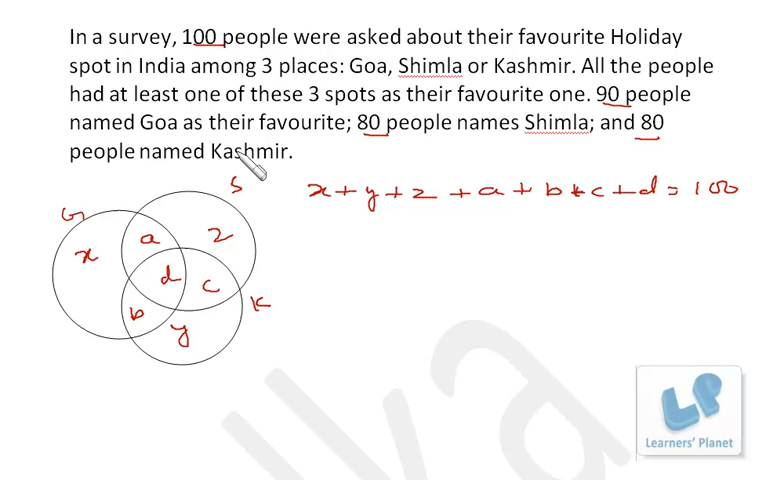 In a survey, 100 people were asked about their favourite Holiday
spot in India among 3 places: Goa, Shimla or Kashmir. All the people
had at least one of these 3 spots as their favourite one. 90 people
named Goa as their favourite; 80 people names Shimla; and 80
people named Kashmir.
S
x + y + z + a + b + c + d = 100
G
a z
x
d c
b K
y
LP
Learners' Planet